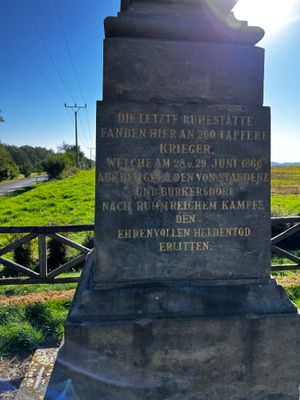 DIE LETZTE RUHESTÄTTE
FANDEN HIER AN 200 TAPFERE
KRIEGER,
WELCHE AM 28. U. 29. JUNI 1866
AUF DEN FELDERN VON STAUDENZ
UND BURKERSDORF
NACH RUHMREICHEM KAMPFE
DEN
EHRENVOLLEN HELDENTOD
ERLITTEN.